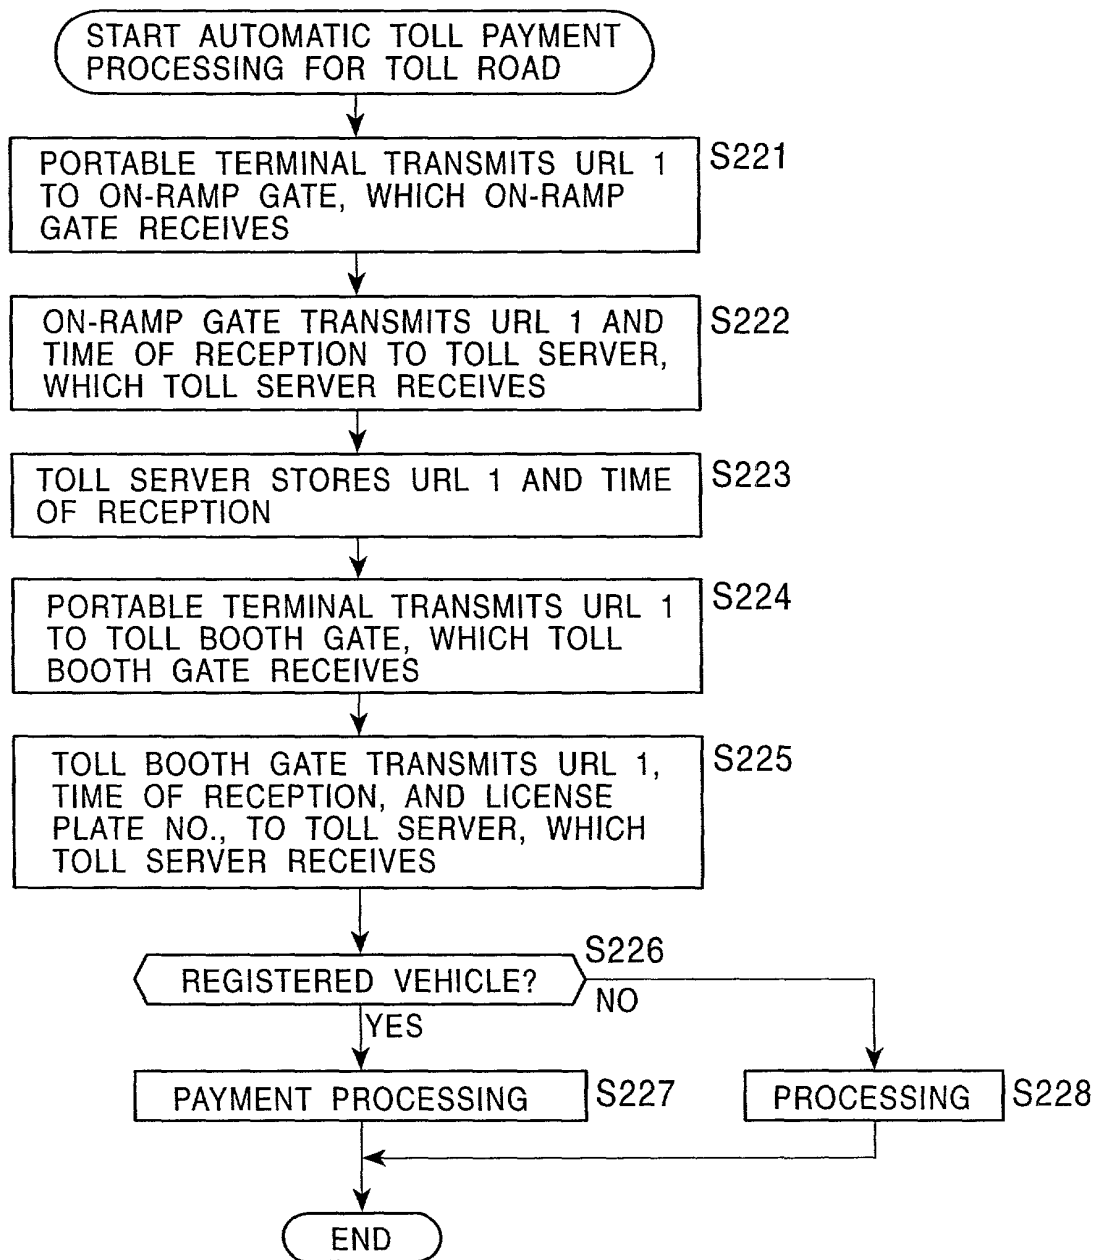 START AUTOMATIC TOLL PAYMENT
PROCESSING FOR TOLL ROAD
PORTABLE TERMINAL TRANSMITS URL 1
TO ON-RAMP GATE, WHICH ON-RAMP
GATE RECEIVES
S221
ON-RAMP GATE TRANSMITS URL 1 AND
TIME OF RECEPTION TO TOLL SERVER,
WHICH TOLL SERVER RECEIVES
S222
TOLL SERVER STORES URL 1 AND TIME
OF RECEPTION
S223
PORTABLE TERMINAL TRANSMITS URL 1
TO TOLL BOOTH GATE, WHICH TOLL
BOOTH GATE RECEIVES
S224
TOLL BOOTH GATE TRANSMITS URL 1,
TIME OF RECEPTION, AND LICENSE
PLATE NO., TO TOLL SERVER, WHICH
TOLL SERVER RECEIVES
S225
REGISTERED VEHICLE?
S226
NO
YES
PAYMENT PROCESSING
S227
PROCESSING
S228
END